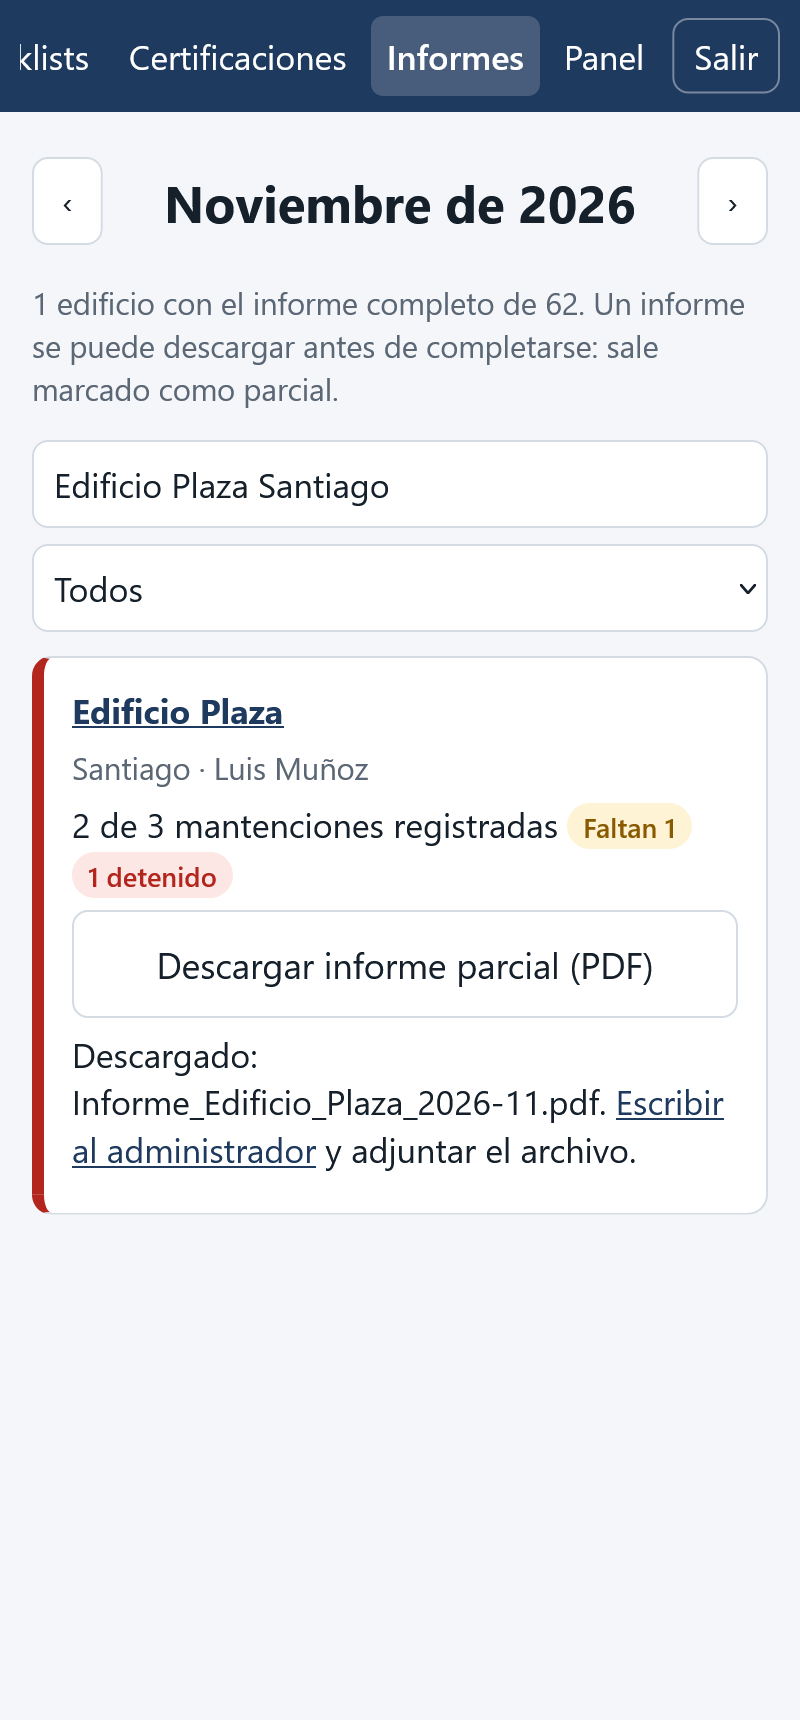 klists Certificaciones Informes Panel Salir
‹ Noviembre de 2026 ›
1 edificio con el informe completo de 62. Un informe
se puede descargar antes de completarse: sale
marcado como parcial.
Edificio Plaza Santiago
Todos
Edificio Plaza
Santiago · Luis Muñoz
2 de 3 mantenciones registradas Faltan 1
1 detenido
Descargar informe parcial (PDF)
Descargado:
Informe_Edificio_Plaza_2026-11.pdf. Escribir
al administrador y adjuntar el archivo.